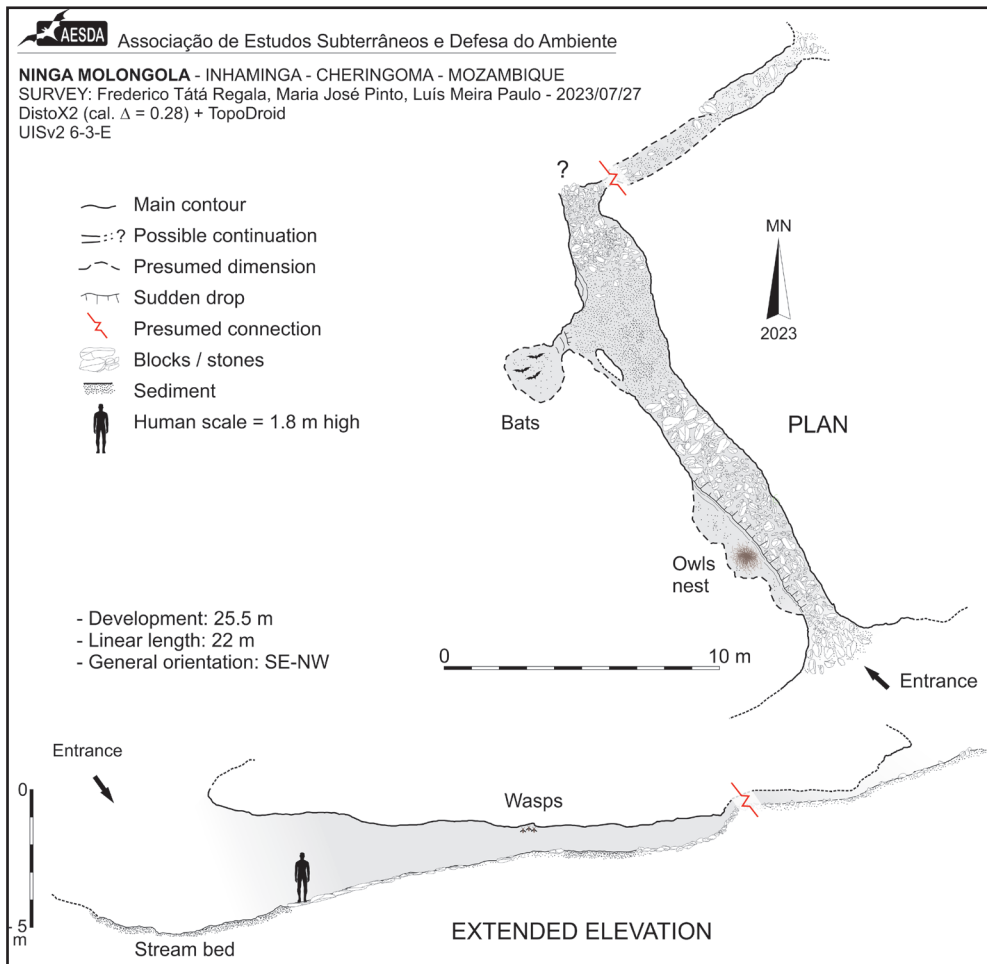 AESDA Associação de Estudos Subterrâneos e Defesa do Ambiente
NINGA MOLONGOLA - INHAMINGA - CHERINGOMA - MOZAMBIQUE
SURVEY: Frederico Tátá Regala, Maria José Pinto, Luís Meira Paulo - 2023/07/27
DistoX2 (cal. Δ = 0.28) + TopoDroid
UISv2 6-3-E
Main contour
? Possible continuation
Presumed dimension
Sudden drop
Presumed connection
Blocks / stones
Sediment
Human scale = 1.8 m high
?
MN
2023
Bats
PLAN
Owls
nest
- Development: 25.5 m
- Linear length: 22 m
- General orientation: SE-NW
0 10 m
Entrance
Entrance
0
Wasps
-5
m
Stream bed
EXTENDED ELEVATION